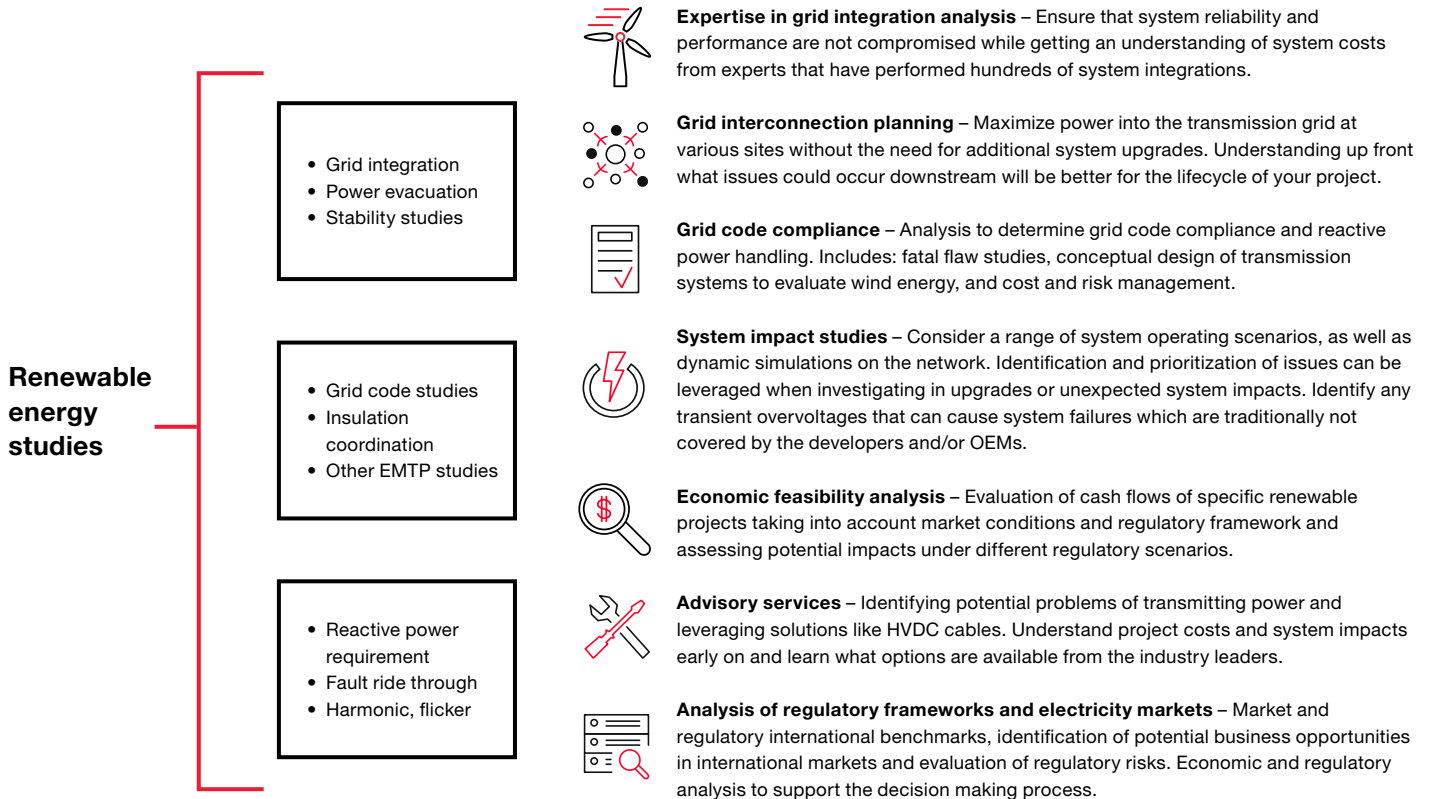 Renewable
energy
studies
• Grid integration
• Power evacuation
• Stability studies
• Grid code studies
• Insulation
coordination
• Other EMTP studies
• Reactive power
requirement
• Fault ride through
• Harmonic, flicker
Expertise in grid integration analysis – Ensure that system reliability and
performance are not compromised while getting an understanding of system costs
from experts that have performed hundreds of system integrations.
Grid interconnection planning – Maximize power into the transmission grid at
various sites without the need for additional system upgrades. Understanding up front
what issues could occur downstream will be better for the lifecycle of your project.
Grid code compliance – Analysis to determine grid code compliance and reactive
power handling. Includes: fatal flaw studies, conceptual design of transmission
systems to evaluate wind energy, and cost and risk management.
System impact studies – Consider a range of system operating scenarios, as well as
dynamic simulations on the network. Identification and prioritization of issues can be
leveraged when investigating in upgrades or unexpected system impacts. Identify any
transient overvoltages that can cause system failures which are traditionally not
covered by the developers and/or OEMs.
$
Economic feasibility analysis – Evaluation of cash flows of specific renewable
projects taking into account market conditions and regulatory framework and
assessing potential impacts under different regulatory scenarios.
Advisory services – Identifying potential problems of transmitting power and
leveraging solutions like HVDC cables. Understand project costs and system impacts
early on and learn what options are available from the industry leaders.
Analysis of regulatory frameworks and electricity markets – Market and
regulatory international benchmarks, identification of potential business opportunities
in international markets and evaluation of regulatory risks. Economic and regulatory
analysis to support the decision making process.